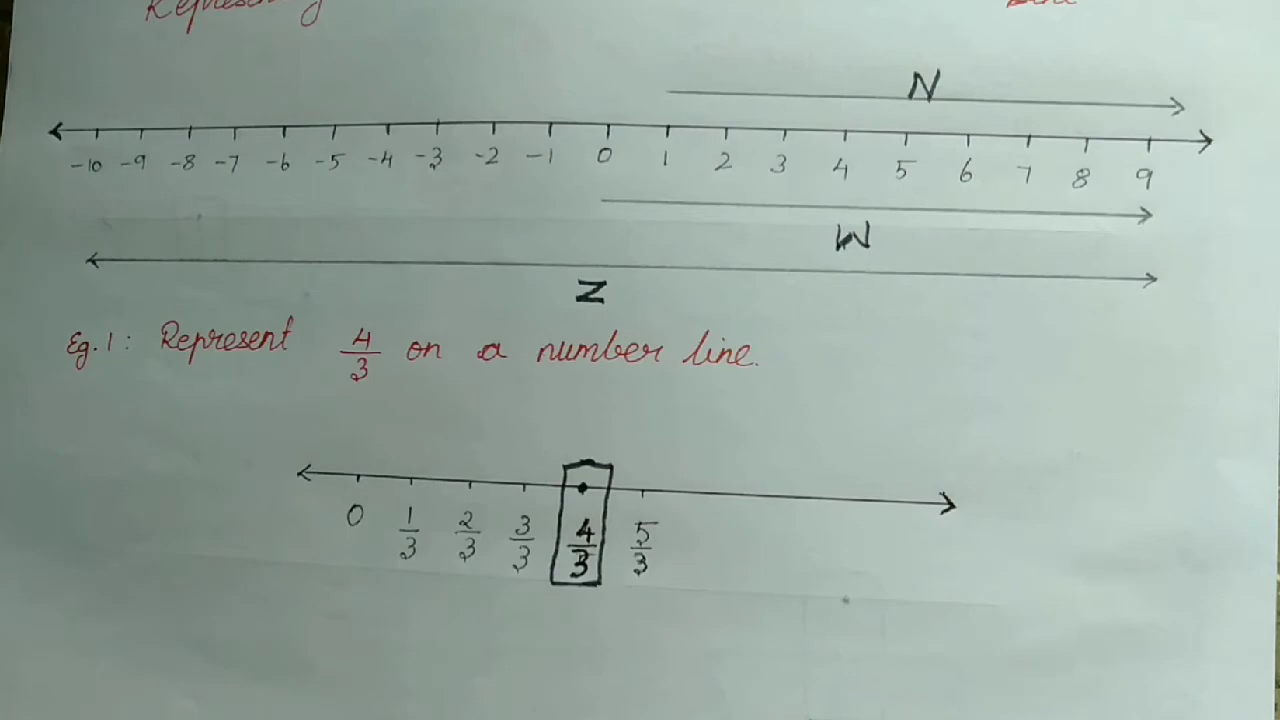 N
-10 -9 -8 -7 -6 -5 -4 -3 -2 -1 0 1 2 3 4 5 6 7 8 9
W
Z
Eg.1: Represent 4/3 on a number line.
0 1/3 2/3 3/3 4/3 5/3